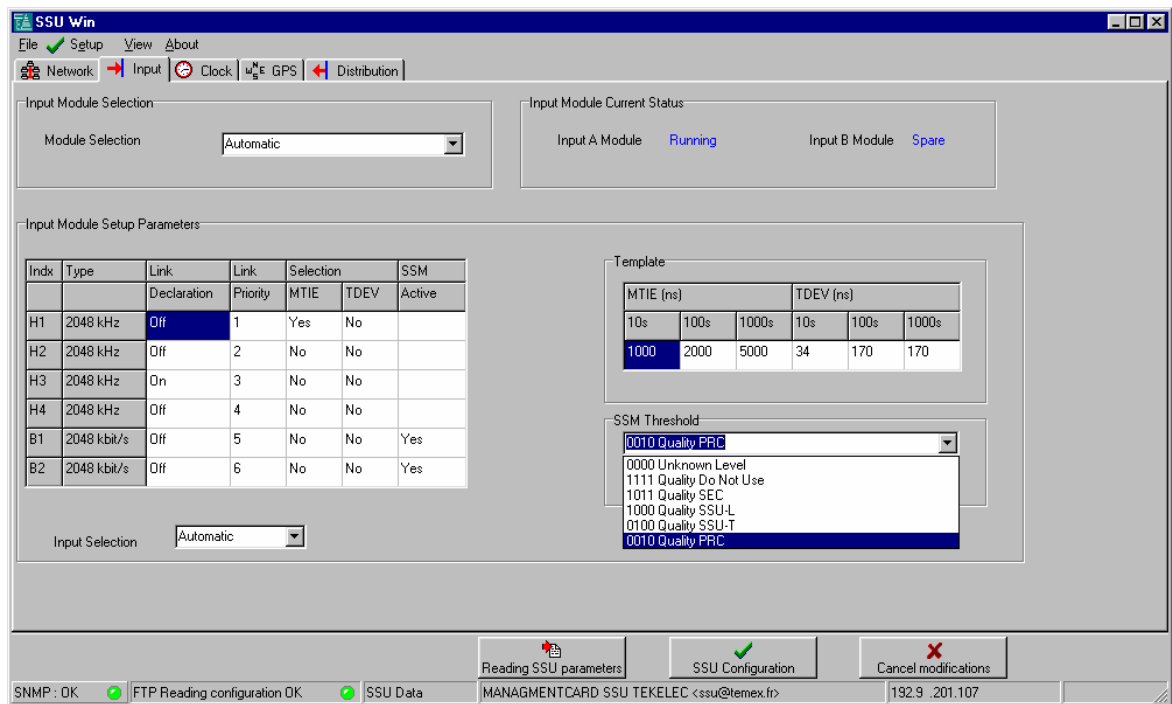 SSU Win
File Setup View About
Network Input Clock GPS Distribution
Input Module Selection
Module Selection Automatic
Input Module Current Status
Input A Module Running Input B Module Spare
Input Module Setup Parameters
Indx Type Link Link Selection SSM
Declaration Priority MTIE TDEV Active
H1 2048 kHz Off 1 Yes No
H2 2048 kHz Off 2 No No
H3 2048 kHz On 3 No No
H4 2048 kHz Off 4 No No
B1 2048 kbit/s Off 5 No No Yes
B2 2048 kbit/s Off 6 No No Yes
Input Selection Automatic
Template
MTIE (ns) TDEV (ns)
10s 100s 1000s 10s 100s 1000s
1000 2000 5000 34 170 170
SSM Threshold
0010 Quality PRC
0000 Unknown Level
1111 Quality Do Not Use
1011 Quality SEC
1000 Quality SSU-L
0100 Quality SSU-T
0010 Quality PRC
Reading SSU parameters SSU Configuration Cancel modifications
SNMP : OK FTP Reading configuration OK SSU Data MANAGMENTCARD SSU TEKELEC <ssu@temex.fr> 192.9 .201.107